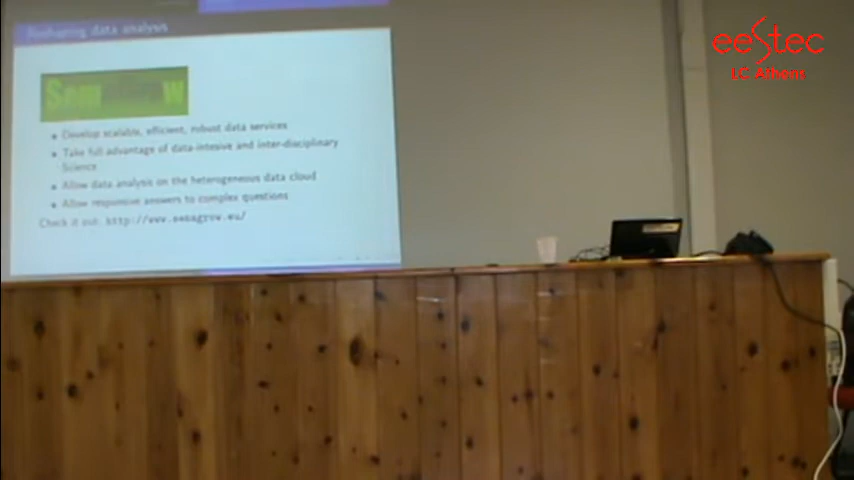 Reshaping data analysis
eeStec
LC Athens
Develop scalable, efficient, robust data services
Take full advantage of data-intesive and inter-disciplinary
Science
Allow data analysis on the heterogeneous data cloud
Allow responsive answers to complex questions
Check it out: http://www.semagrow.eu/